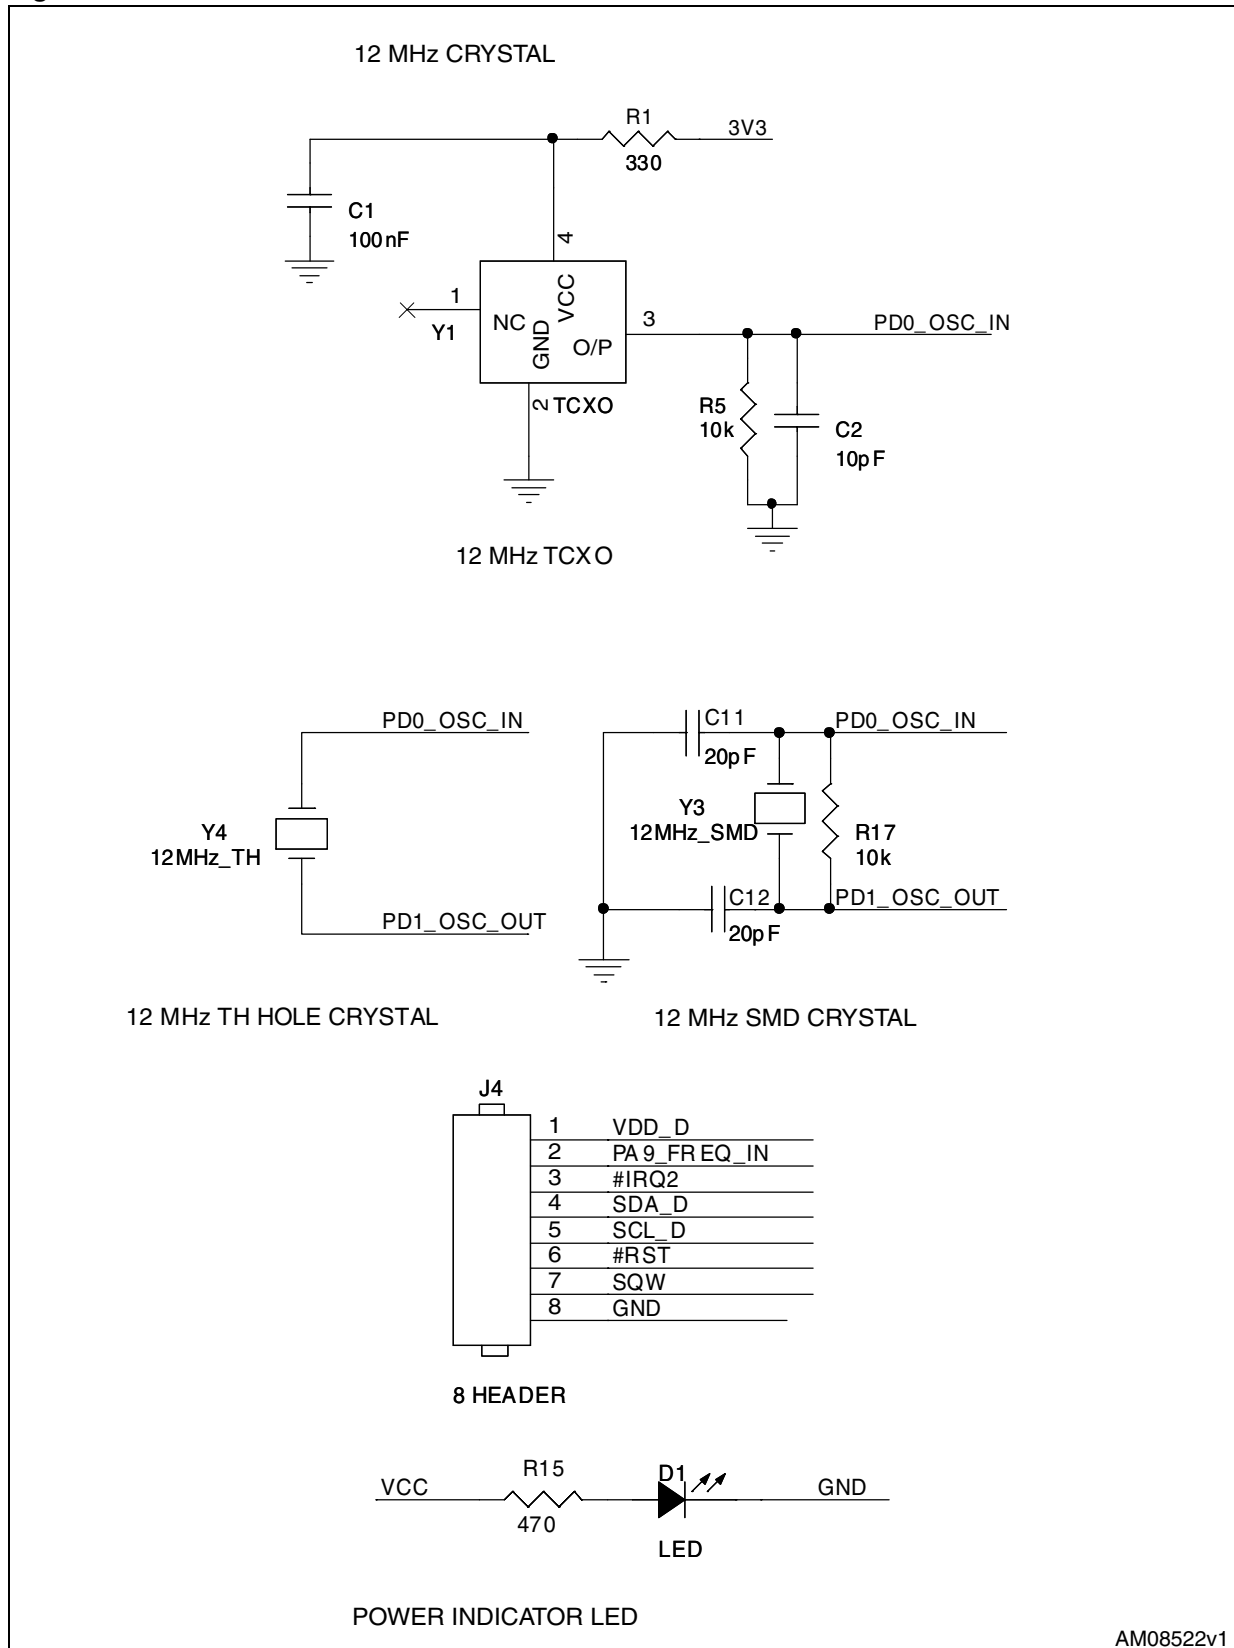 12 MHz CRYSTAL
R1
3V3
330
C1
100nF
4
1
Y1
NC
GND
VCC
O/P
3
PD0_OSC_IN
2
TCXO
R5
10k
C2
10pF
12 MHz TCXO
PD0_OSC_IN
Y4
12MHz_TH
PD1_OSC_OUT
12 MHz TH HOLE CRYSTAL
C11
20pF
PD0_OSC_IN
Y3
12MHz_SMD
R17
10k
C12
20pF
PD1_OSC_OUT
12 MHz SMD CRYSTAL
J4
1 VDD_D
2 PA9_FREQ_IN
3 #IRQ2
4 SDA_D
5 SCL_D
6 #RST
7 SQW
8 GND
8 HEADER
VCC
R15
470
D1
LED
GND
POWER INDICATOR LED
AM08522v1